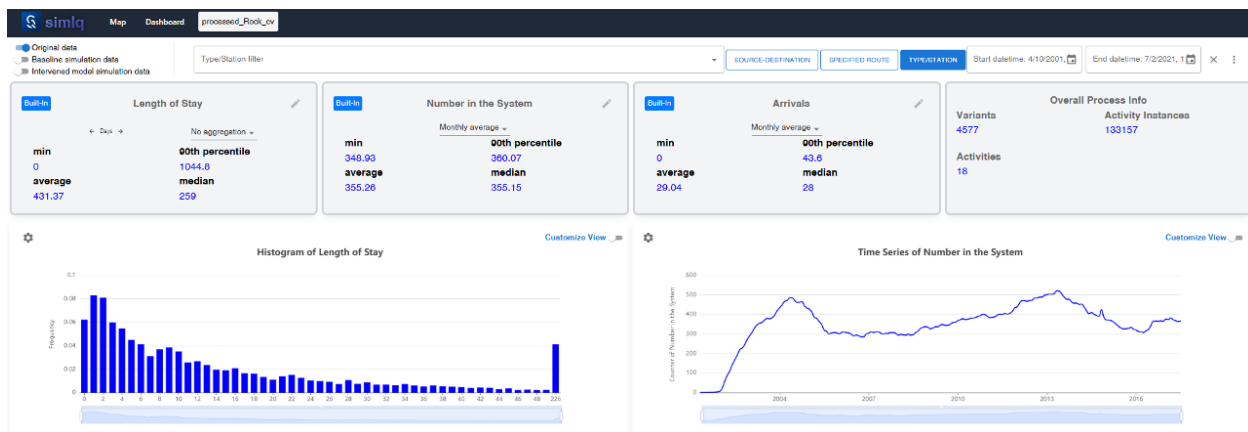 simIq Map Dashboard processed_Rock_cv
Original data
Baseline simulation data
Intervened model simulation data
Type/Station filter
SOURCE-DESTINATION SPECIFIED ROUTE TYPE/STATION
Start datetime: 4/10/2001,
End datetime: 7/2/2021, 1
Built-In Length of Stay
← Days → No aggregation
min 90th percentile
0 1044.8
average median
431.37 259
Built-In Number in the System
Monthly average
min 90th percentile
348.93 360.07
average median
355.26 355.15
Built-In Arrivals
Monthly average
min 90th percentile
0 43.6
average median
29.04 28
Overall Process Info
Variants Activity Instances
4577 133157
Activities
18
Customize View
Histogram of Length of Stay
Frequency
0.1
0.08
0.06
0.04
0.02
0
0 2 4 6 8 10 12 14 16 18 20 22 24 26 28 30 32 34 36 38 40 42 44 46 48 226
Customize View
Time Series of Number in the System
Counter of Number in the System
600
500
400
300
200
100
0
2004 2007 2010 2013 2016